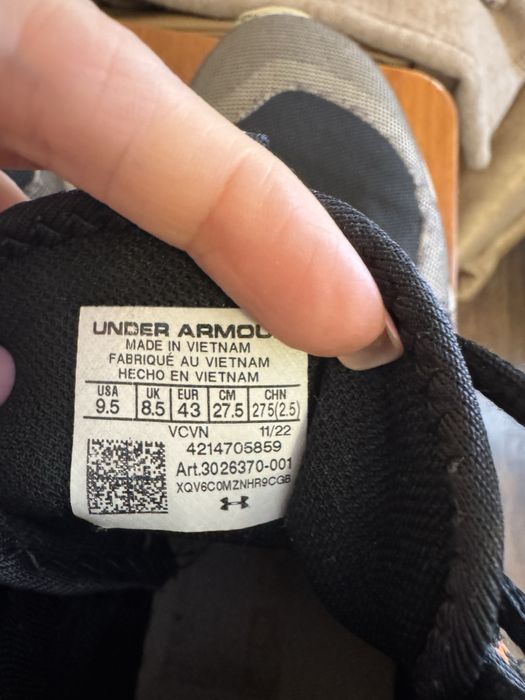 UNDER
MADE IN VIETNAM
FABRIQUÉ AU VIETNAM
HECHO EN VIETNAM
USA UK EUR CM CHN
9.5 8.5 43 27.5 275(2.5)
VCVN 11/22
4214705859
Art.3026370-001
XQV6C0MZNHR9CGB